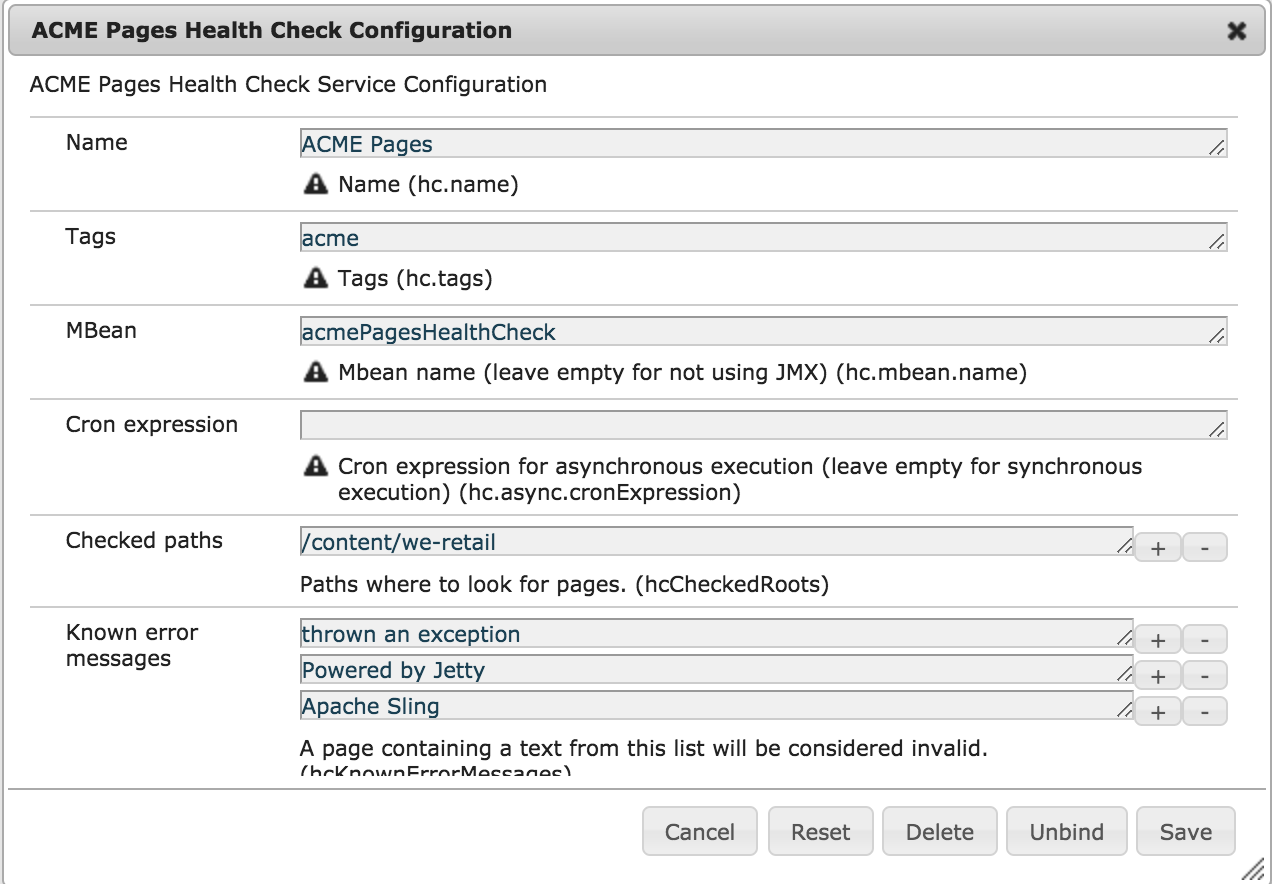 ACME Pages Health Check Configuration
ACME Pages Health Check Service Configuration
Name
ACME Pages
Name (hc.name)
Tags
acme
Tags (hc.tags)
MBean
acmePagesHealthCheck
Mbean name (leave empty for not using JMX) (hc.mbean.name)
Cron expression
Cron expression for asynchronous execution (leave empty for synchronous
execution) (hc.async.cronExpression)
Checked paths
/content/we-retail
+ -
Paths where to look for pages. (hcCheckedRoots)
Known error
messages
thrown an exception
+ -
Powered by Jetty
+ -
Apache Sling
+ -
A page containing a text from this list will be considered invalid.
(hcKnownErrorMessages)
Cancel Reset Delete Unbind Save